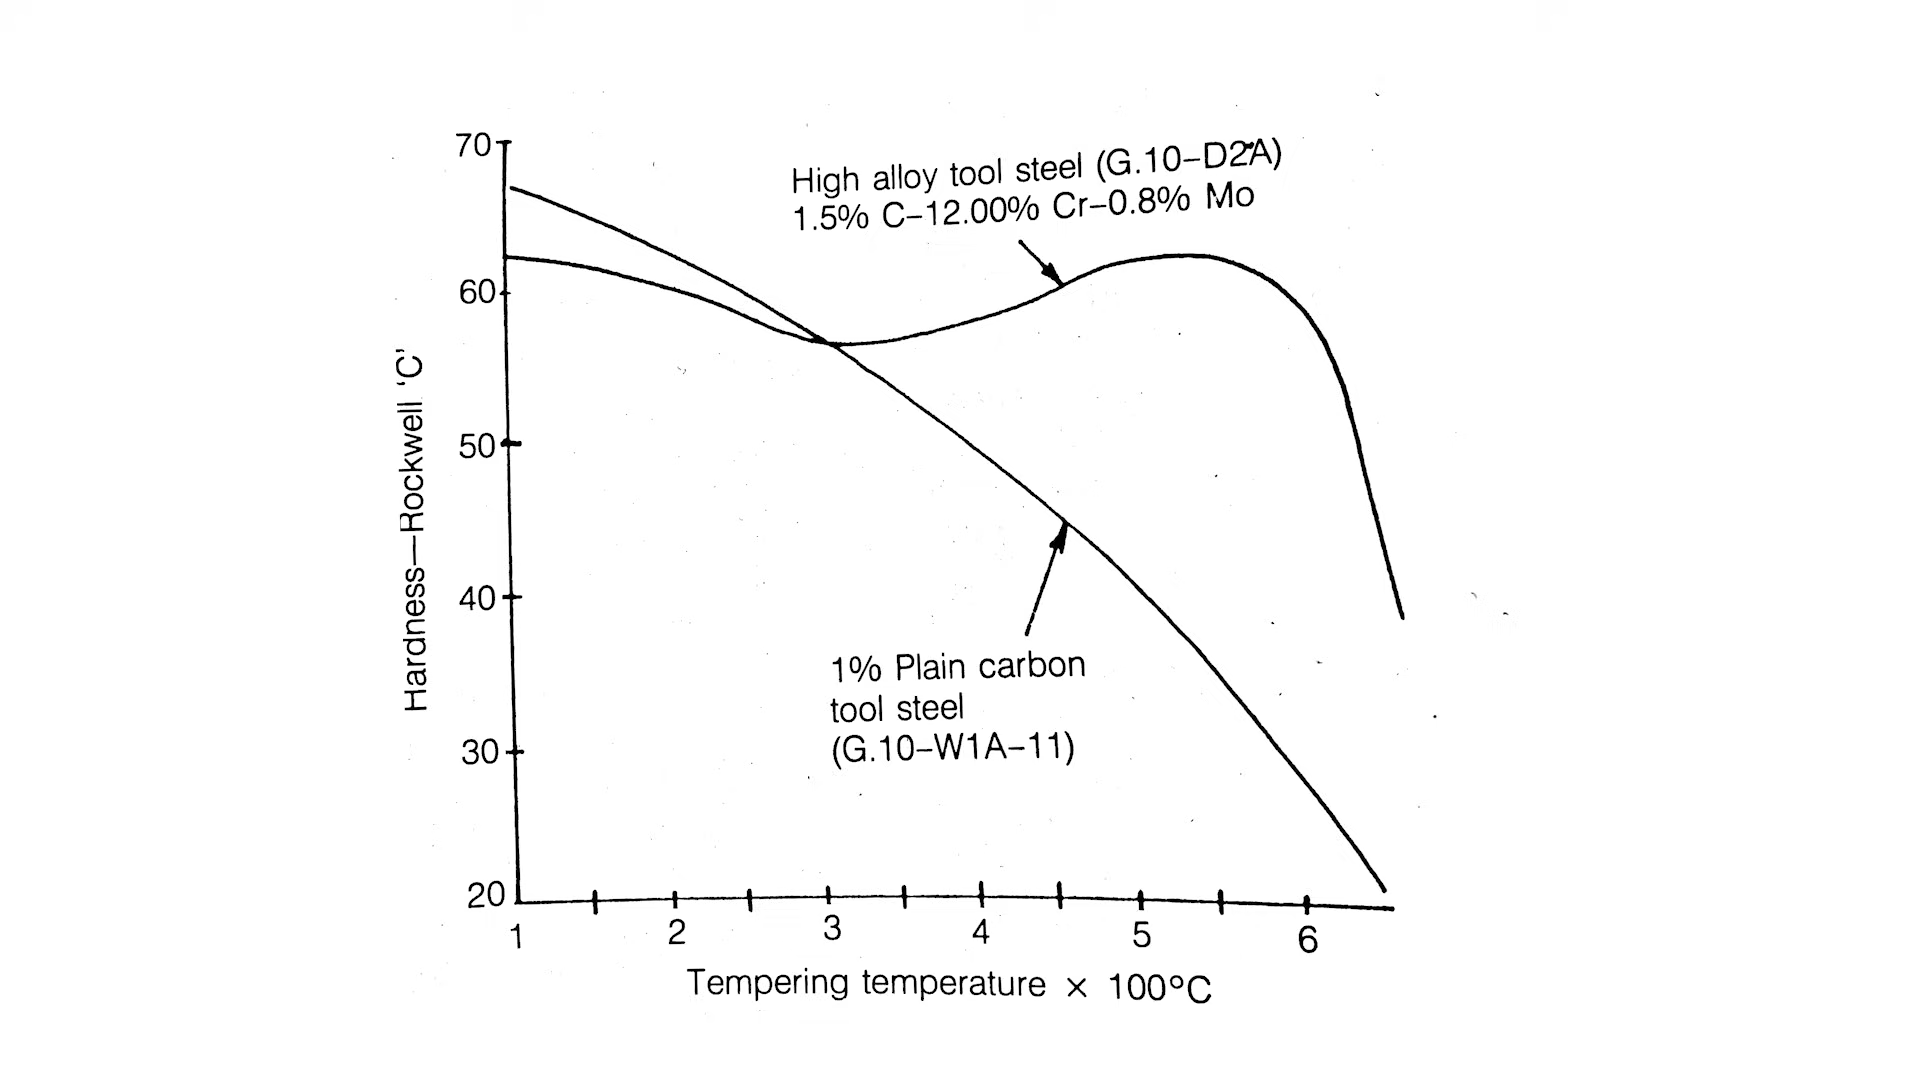 70
60
50
40
30
20
Hardness—Rockwell 'C'
High alloy tool steel (G.10–D2A)
1.5% C–12.00% Cr–0.8% Mo
1% Plain carbon
tool steel
(G.10–W1A–11)
1 2 3 4 5 6
Tempering temperature × 100°C